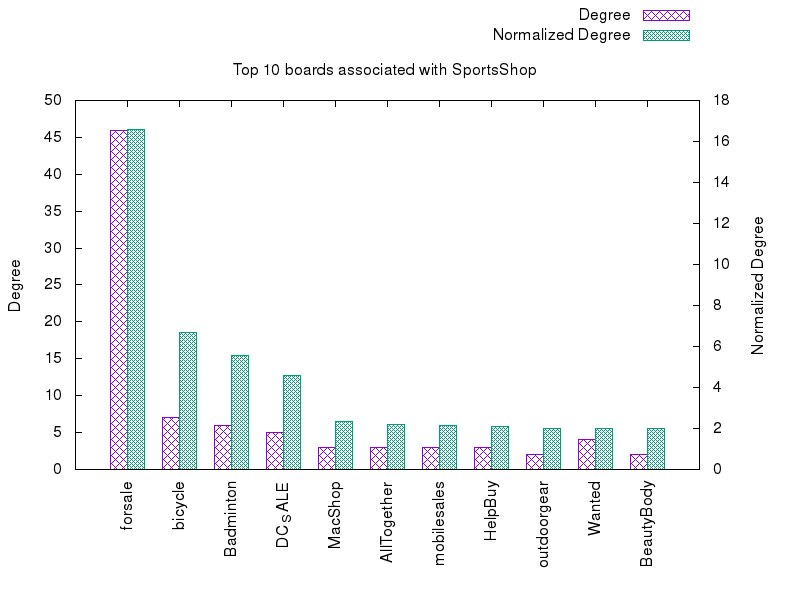 Degree
Normalized Degree
Top 10 boards associated with SportsShop
50
45
40
35
30
25
20
15
10
5
0
Degree
18
16
14
12
10
8
6
4
2
0
Normalized Degree
forsale
bicycle
Badminton
DCSALE
MacShop
AllTogether
mobilesales
HelpBuy
outdoorgear
Wanted
BeautyBody